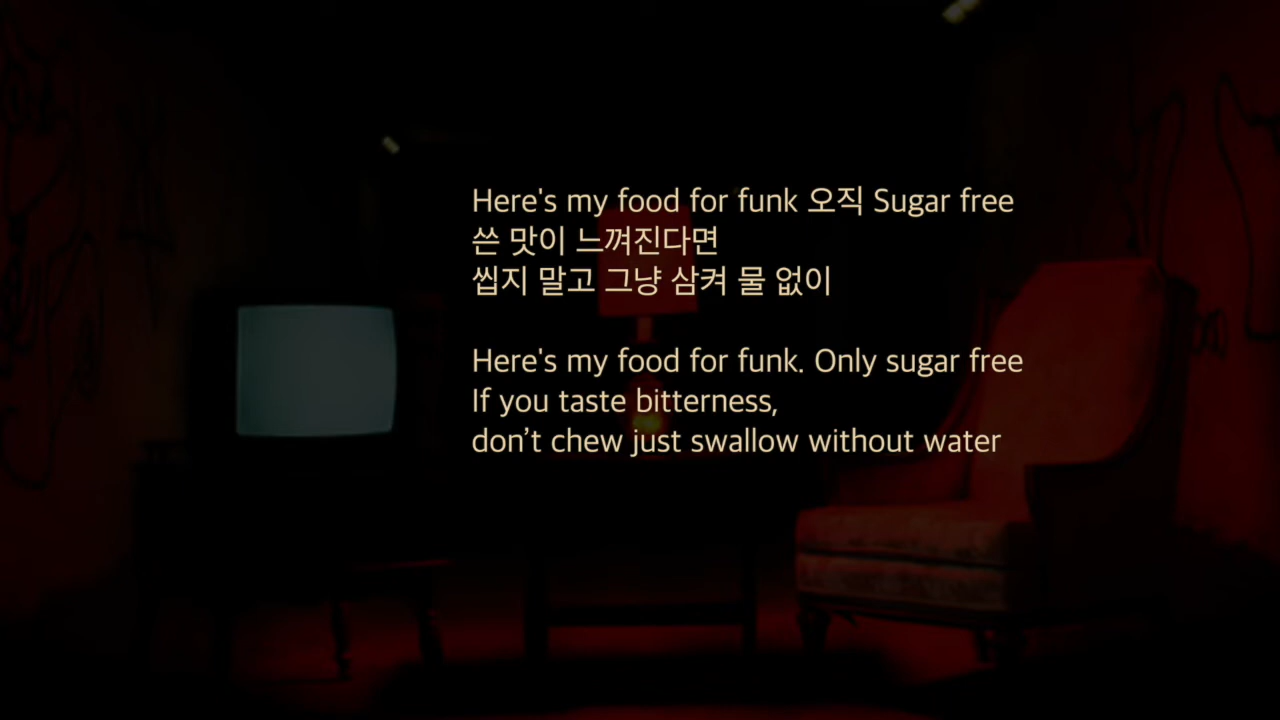 Here's my food for funk 오직 Sugar free
쓴 맛이 느껴진다면
씹지 말고 그냥 삼켜 물 없이
Here's my food for funk. Only sugar free
If you taste bitterness,
don’t chew just swallow without water